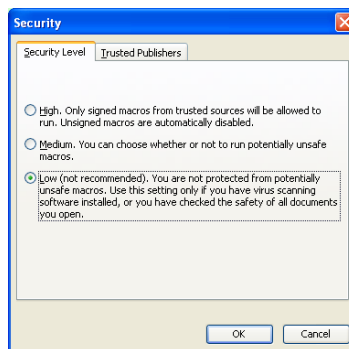 Security
Security Level Trusted Publishers
High. Only signed macros from trusted sources will be allowed to
run. Unsigned macros are automatically disabled.
Medium. You can choose whether or not to run potentially unsafe
macros.
Low (not recommended). You are not protected from potentially
unsafe macros. Use this setting only if you have virus scanning
software installed, or you have checked the safety of all documents
you open.
OK Cancel